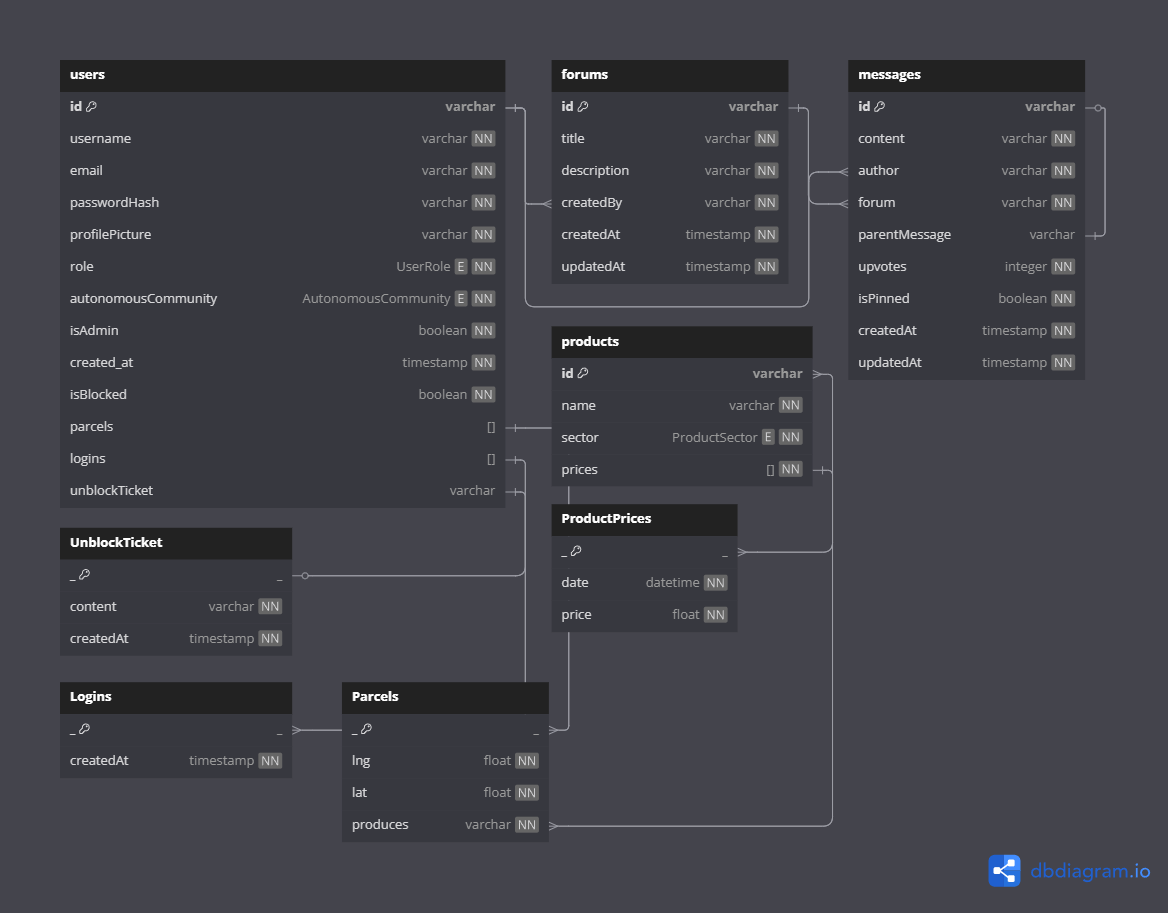 users
id varchar
username varchar NN
email varchar NN
passwordHash varchar NN
profilePicture varchar NN
role UserRole E NN
autonomousCommunity AutonomousCommunity E NN
isAdmin boolean NN
created_at timestamp NN
isBlocked boolean NN
parcels []
logins []
unblockTicket varchar
forums
id varchar
title varchar NN
description varchar NN
createdBy varchar NN
createdAt timestamp NN
updatedAt timestamp NN
messages
id varchar
content varchar NN
author varchar NN
forum varchar NN
parentMessage varchar
upvotes integer NN
isPinned boolean NN
createdAt timestamp NN
updatedAt timestamp NN
products
id varchar
name varchar NN
sector ProductSector E NN
prices [] NN
ProductPrices
_ _
date datetime NN
price float NN
UnblockTicket
_ _
content varchar NN
createdAt timestamp NN
Logins
_ _
createdAt timestamp NN
Parcels
_ _
lng float NN
lat float NN
produces varchar NN
dbdiagram.io